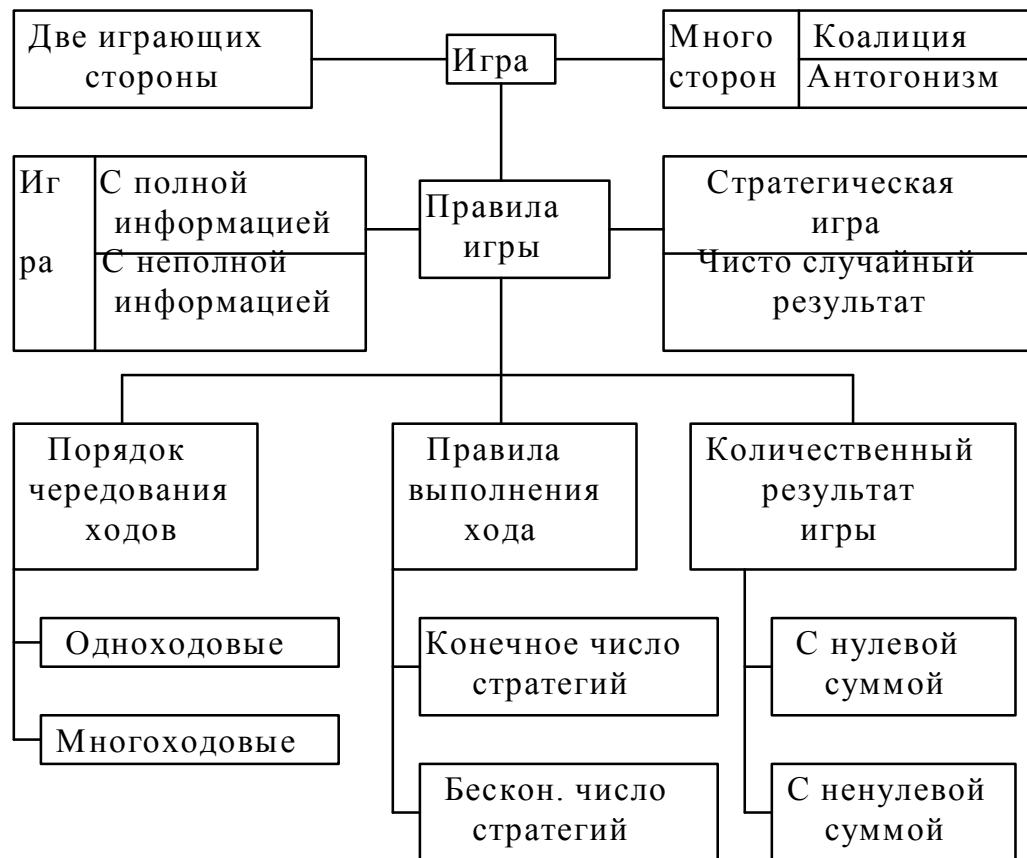 Две играющих
стороны
Игра
Много
сторон
Коалиция
Антогонизм
Иг
ра
С полной
информацией
С неполной
информацией
Правила
игры
Стратегическая
игра
Чисто случайный
результат
Порядок
чередования
ходов
Правила
выполнения
хода
Количественный
результат
игры
Одноходовые
Многоходовые
Конечное число
стратегий
Бескон. число
стратегий
С нулевой
суммой
С ненулевой
суммой